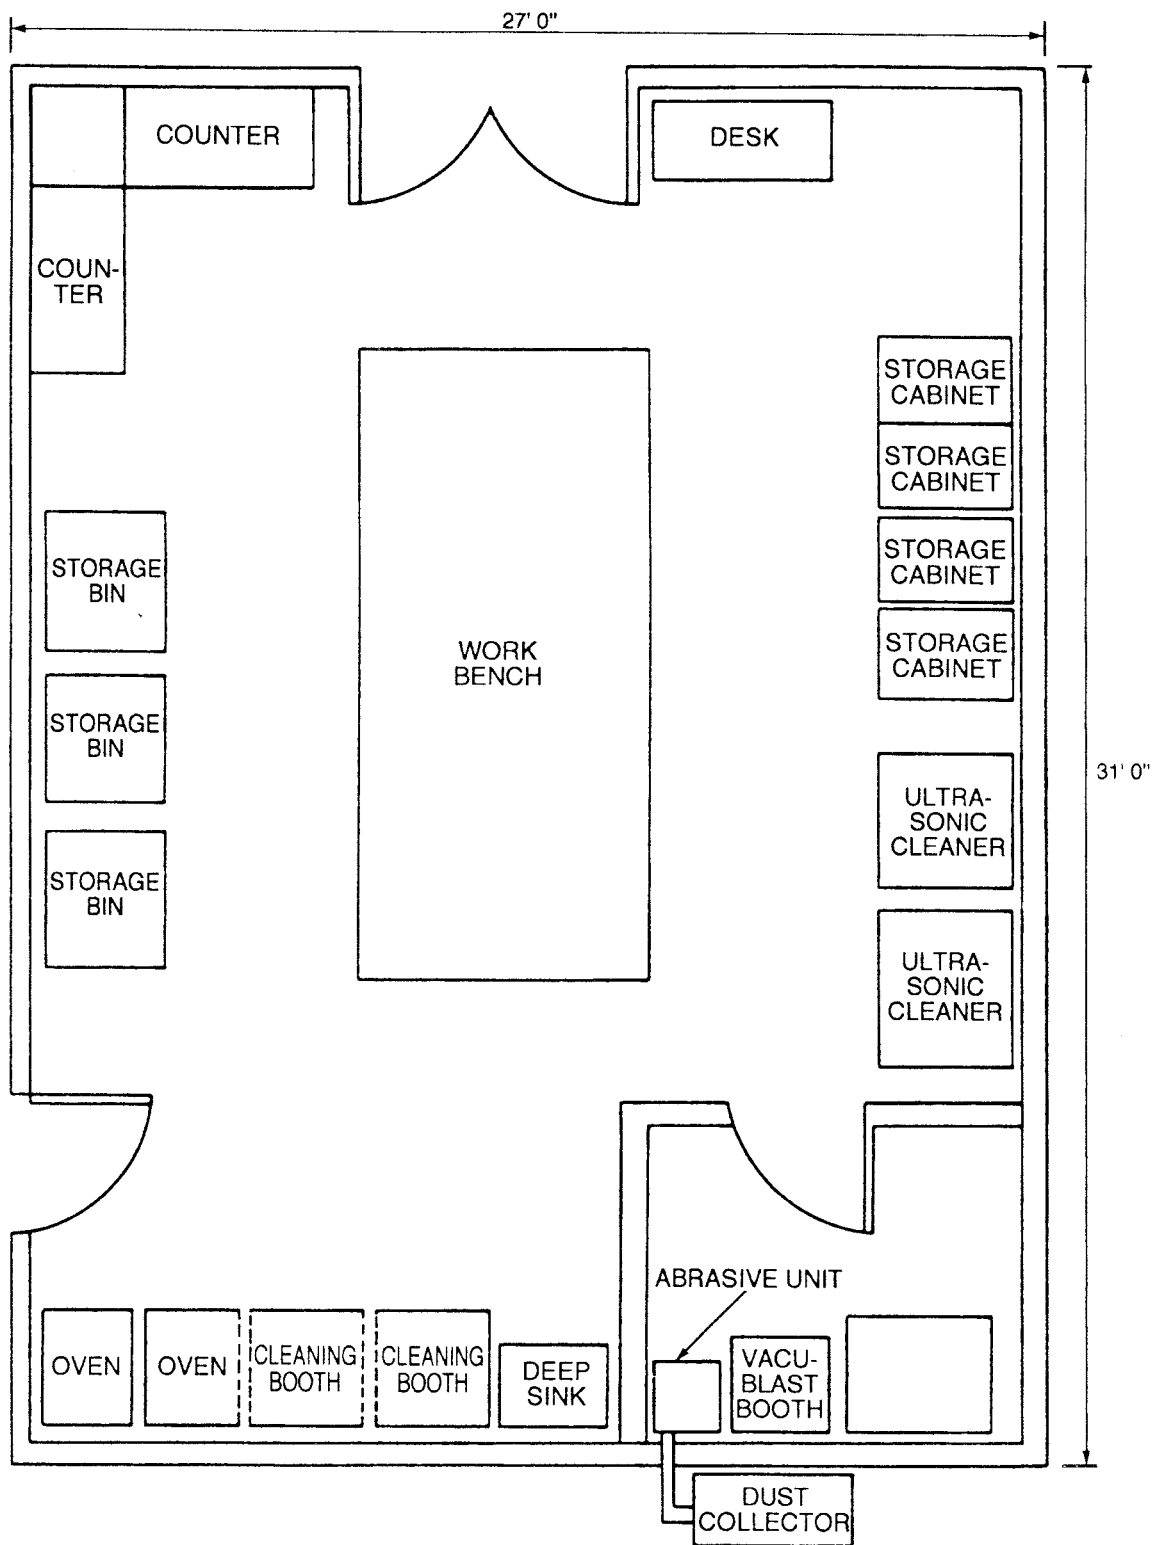 27' 0"
COUNTER
DESK
COUN-
TER
STORAGE
CABINET
STORAGE
CABINET
STORAGE
BIN
STORAGE
CABINET
WORK
BENCH
STORAGE
CABINET
STORAGE
BIN
31' 0"
ULTRA-
SONIC
CLEANER
STORAGE
BIN
ULTRA-
SONIC
CLEANER
ABRASIVE UNIT
OVEN
OVEN
CLEANING
BOOTH
CLEANING
BOOTH
DEEP
SINK
VACU-
BLAST
BOOTH
DUST
COLLECTOR